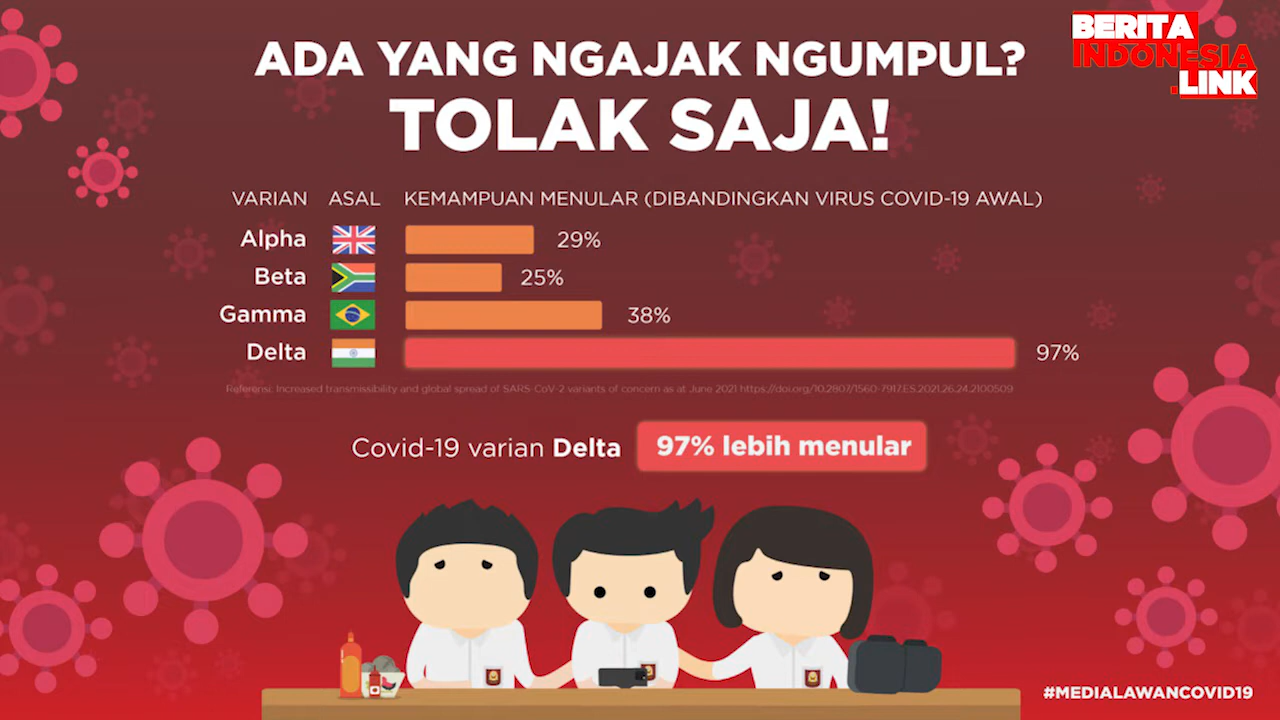 BERITA
INDONESIA
.LINK
ADA YANG NGAJAK NGUMPUL?
TOLAK SAJA!
VARIAN ASAL KEMAMPUAN MENULAR (DIBANDINGKAN VIRUS COVID-19 AWAL)
Alpha 29%
Beta 25%
Gamma 38%
Delta 97%
Referensi: Increased transmissibility and global spread of SARS-CoV-2 variants of concern as at June 2021 https://doi.org/10.2807/1560-7917.ES.2021.26.24.2100509
Covid-19 varian Delta 97% lebih menular
#MEDIALAWANCOVID19